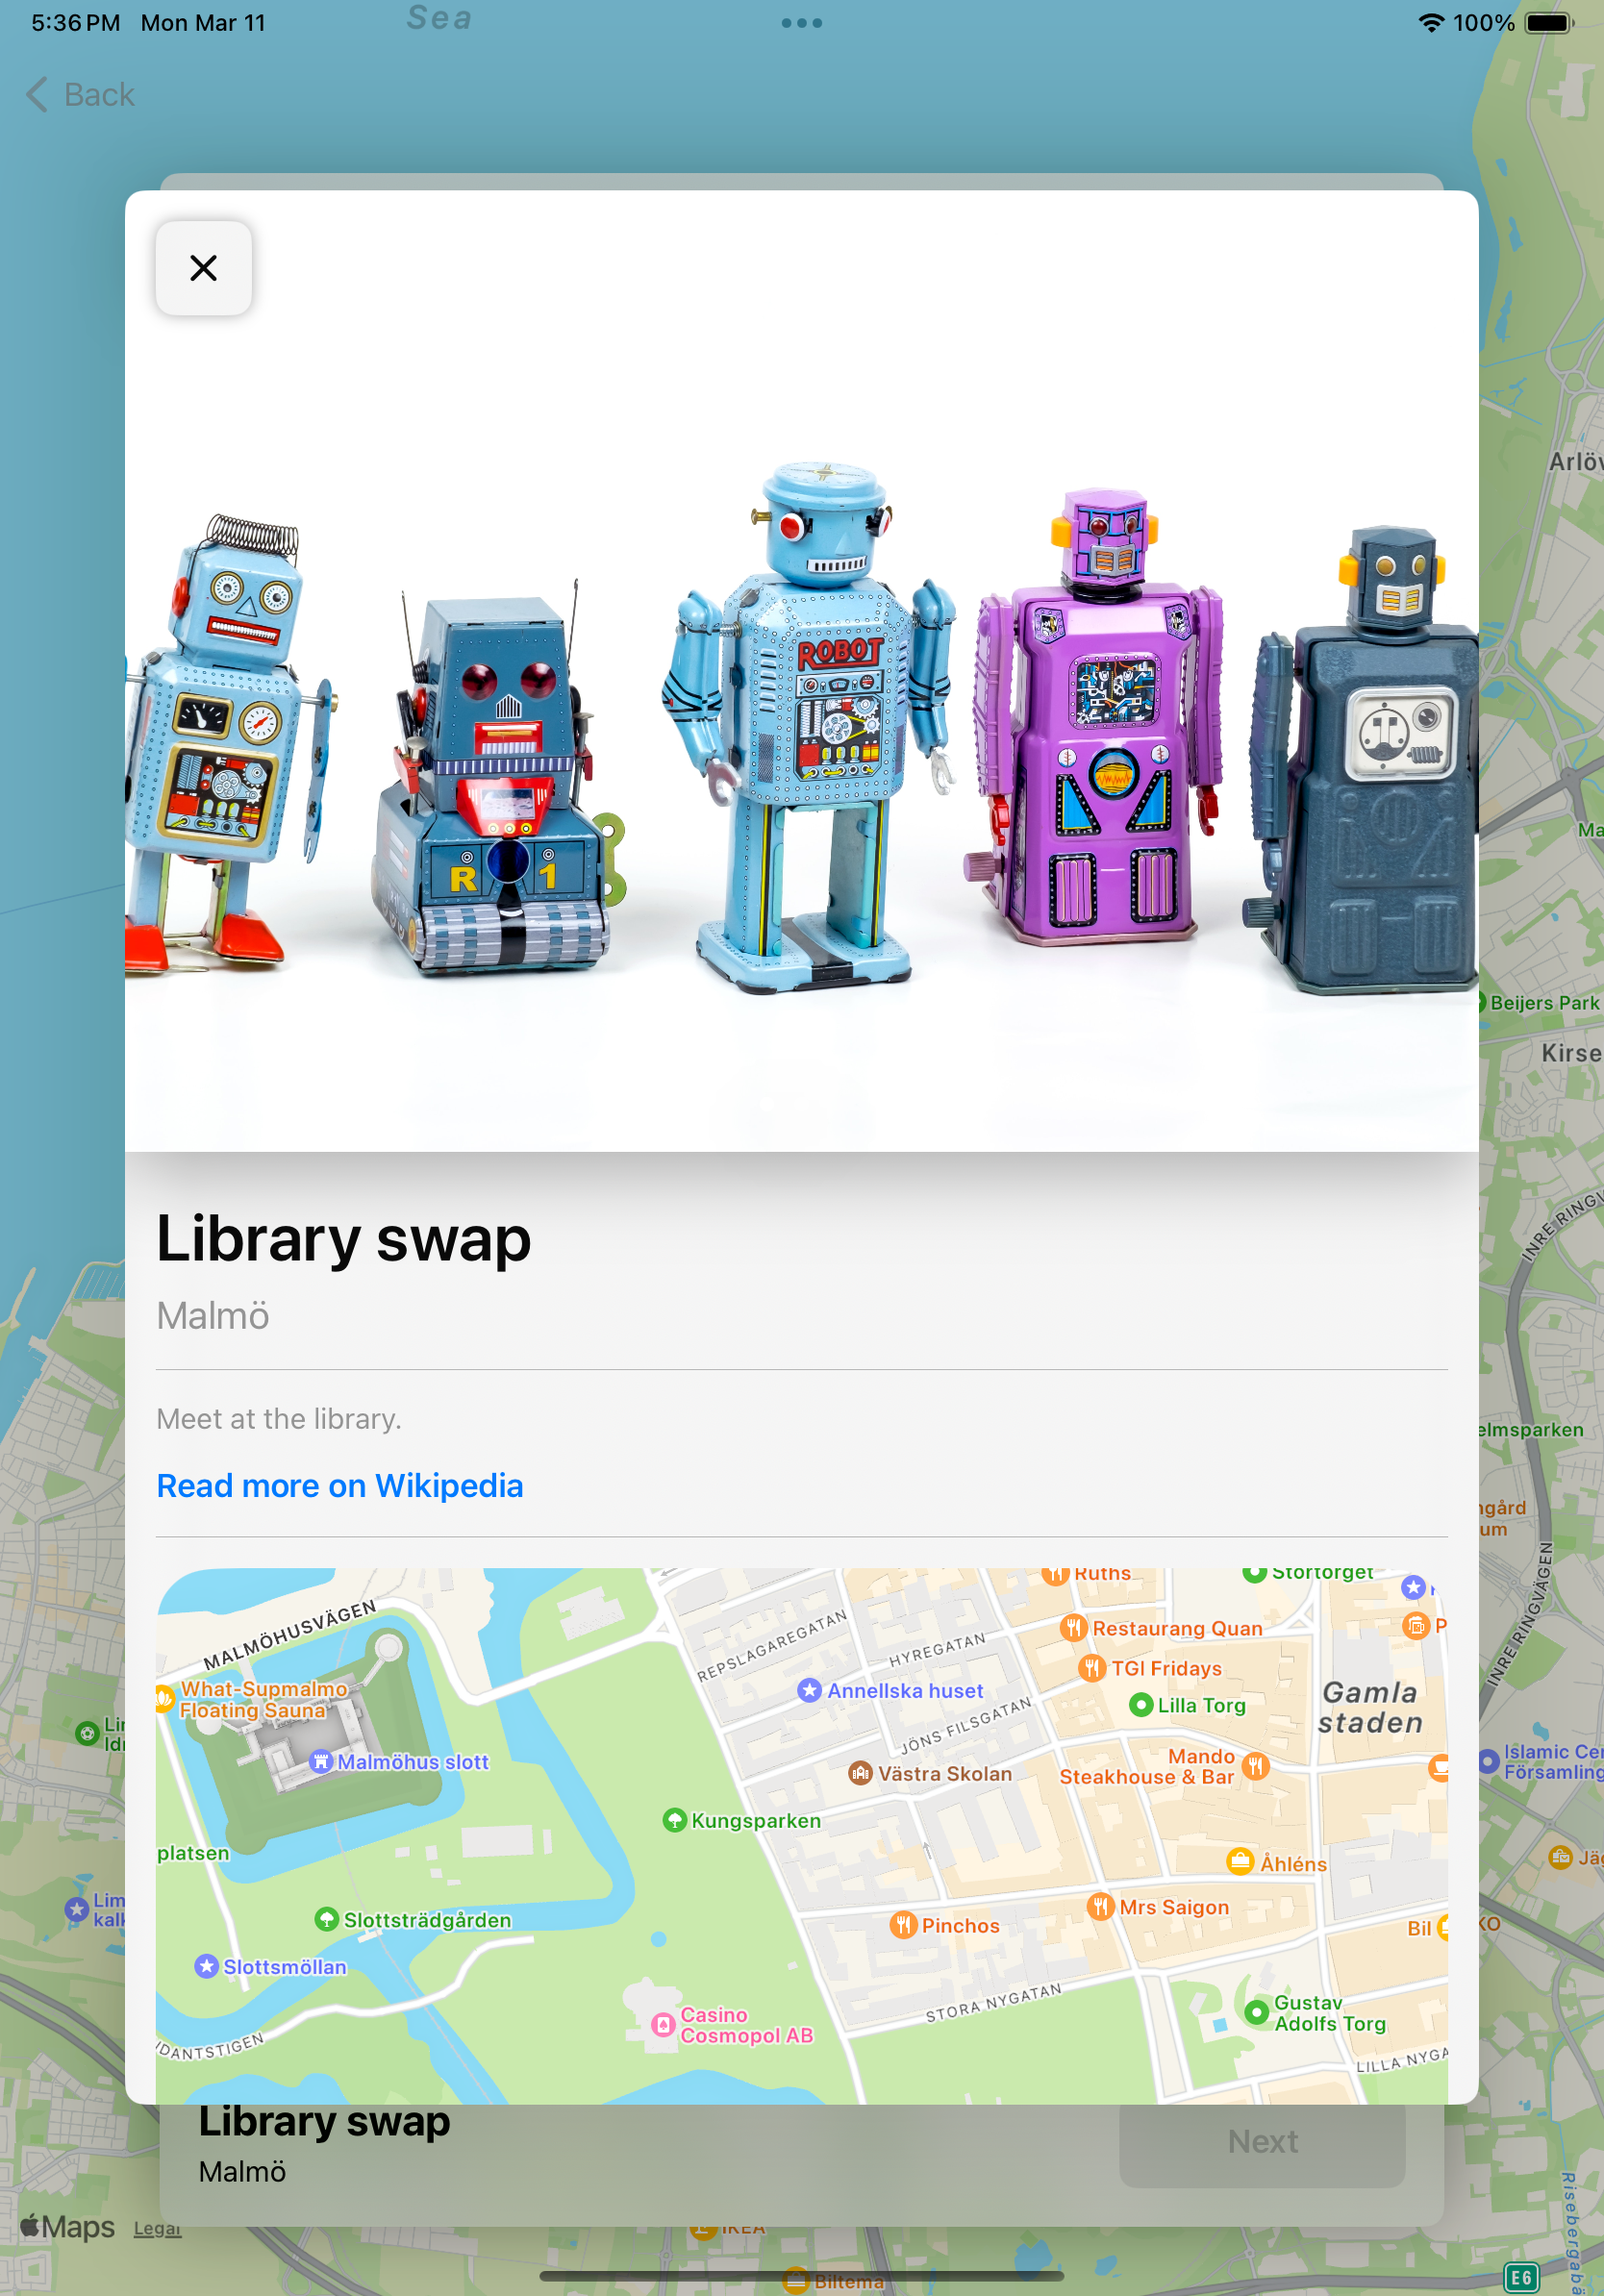 5:36 PM Mon Mar 11
100%
Sea
Back
ROBOT
R 1
Library swap
Malmö
Meet at the library.
Read more on Wikipedia
MALMÖHUSVÄGEN
What-Supmalmo
Floating Sauna
Malmöhus slott
platsen
Slottsträdgården
Slottsmöllan
Kungsparken
Casino
Cosmopol AB
REPSLAGAREGATAN
HYREGATAN
JÖNS FILSGATAN
Annellska huset
Västra Skolan
Pinchos
STORA NYGATAN
Ruths
Restaurang Quan
TGI Fridays
Lilla Torg
Mando
Steakhouse & Bar
Stortorget
P
Gamla
staden
Åhléns
Mrs Saigon
Bil
Gustav
Adolfs Torg
LILLA NYGA
DANTSTIGEN
Library swap
Malmö
Next
Maps
Legal
Arlöv
Ma
Beijers Park
Kirse
INRE RINGV
elmsparken
ngård
um
INRE RINGVÄGEN
Islamic Cer
Församling
Jäg
KO
Lim
kalk
IKEA
Biltema
E6
Risebergabä